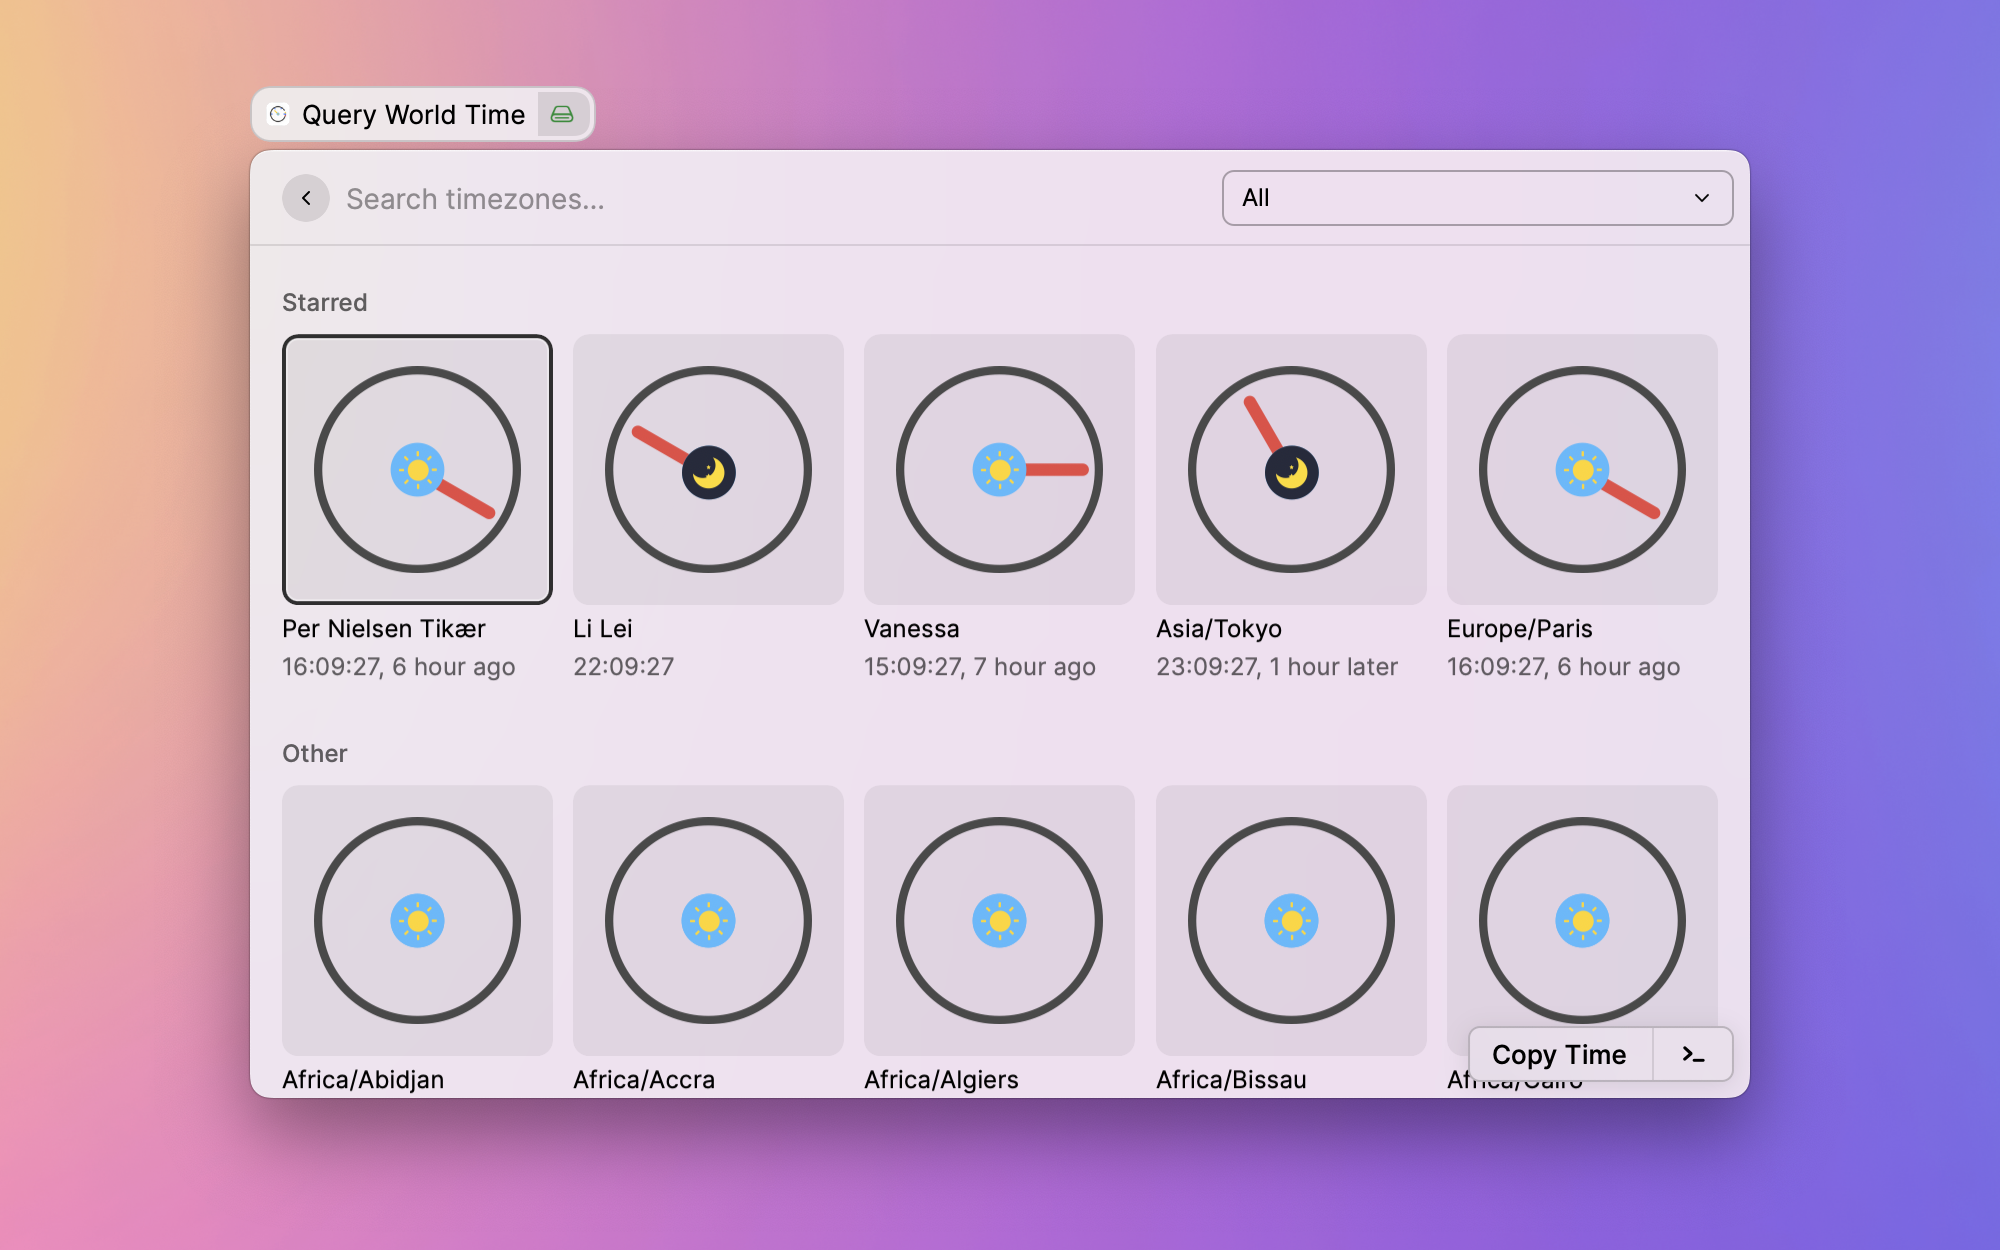 Query World Time
Search timezones...
All
Starred
Per Nielsen Tikær
16:09:27, 6 hour ago
Li Lei
22:09:27
Vanessa
15:09:27, 7 hour ago
Asia/Tokyo
23:09:27, 1 hour later
Europe/Paris
16:09:27, 6 hour ago
Other
Africa/Abidjan
Africa/Accra
Africa/Algiers
Africa/Bissau
Africa/Cairo
Copy Time